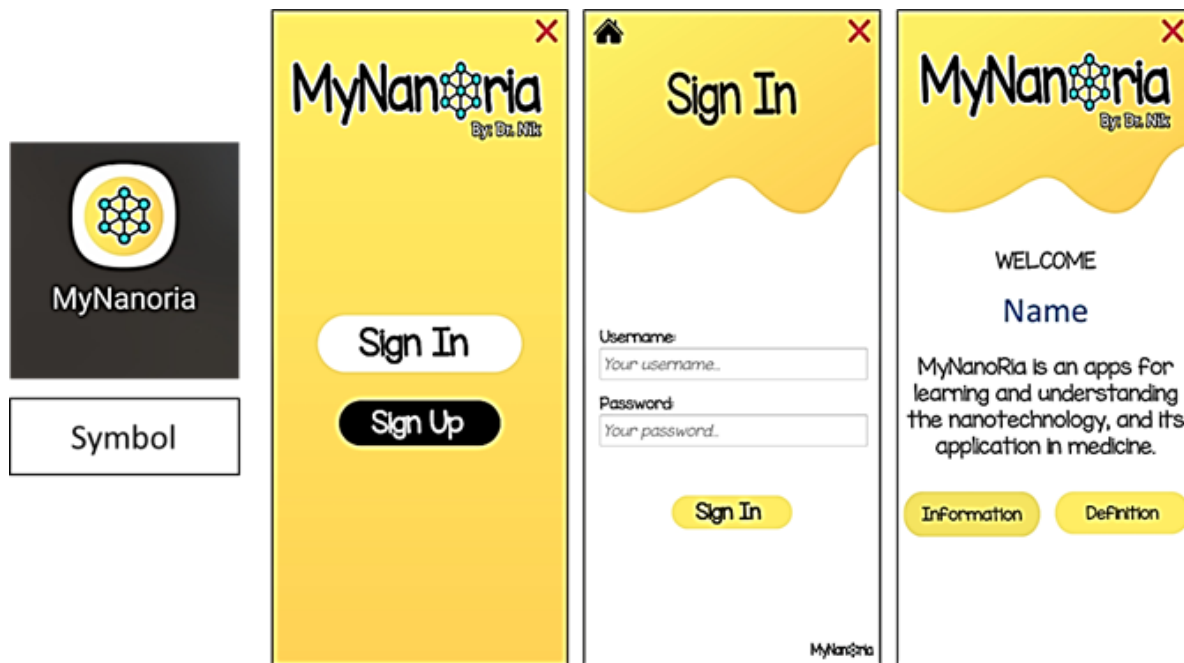 MyNanoria
Symbol
MyNanoria
By: Dr. Nik
Sign In
Sign Up
Sign In
Username:
Your username...
Password:
Your password...
Sign In
MyNanoria
MyNanoria
By: Dr. Nik
WELCOME
Name
MyNanoRia is an apps for
learning and understanding
the nanotechnology, and its
application in medicine.
Information
Definition